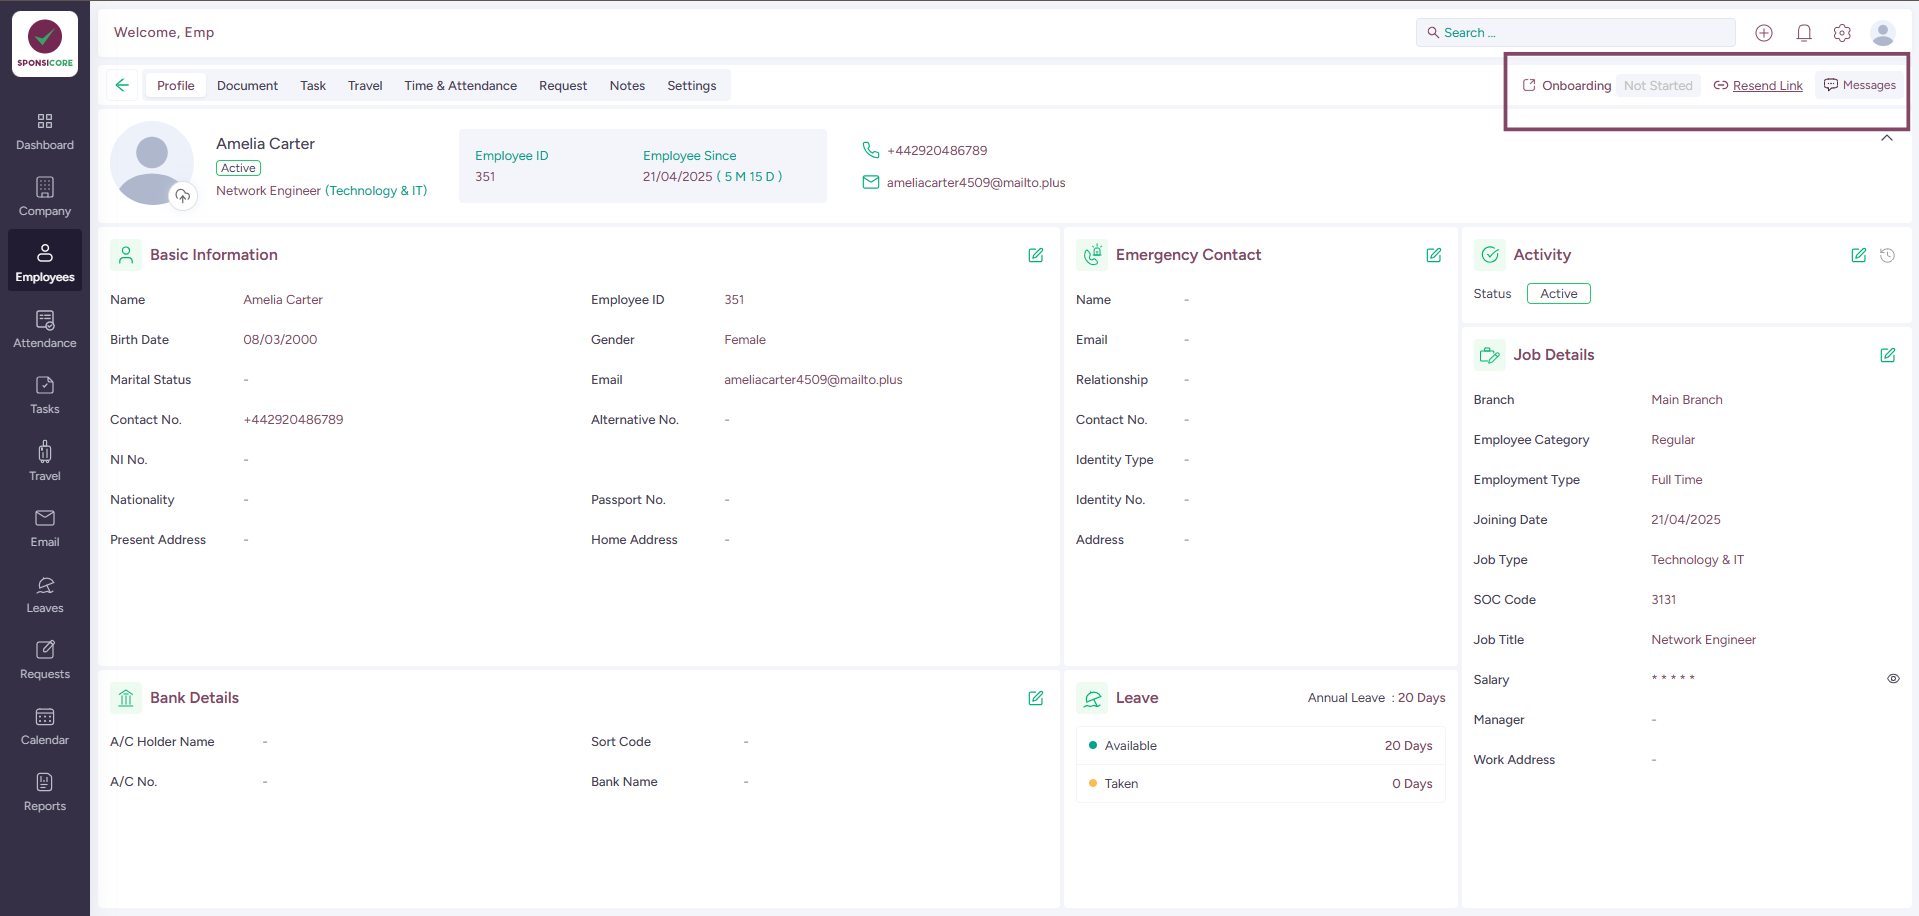 SPONSICORE
Welcome, Emp
Search ...
Profile Document Task Travel Time & Attendance Request Notes Settings
Onboarding Not Started Resend Link Messages
Dashboard
Company
Employees
Attendance
Tasks
Travel
Email
Leaves
Requests
Calendar
Reports
Amelia Carter
Active
Network Engineer (Technology & IT)
Employee ID
351
Employee Since
21/04/2025 ( 5 M 15 D )
+442920486789
ameliacarter4509@mailto.plus
Basic Information
Name Amelia Carter Employee ID 351
Birth Date 08/03/2000 Gender Female
Marital Status - Email ameliacarter4509@mailto.plus
Contact No. +442920486789 Alternative No. -
NI No. -
Nationality - Passport No. -
Present Address - Home Address -
Emergency Contact
Name -
Email -
Relationship -
Contact No. -
Identity Type -
Identity No. -
Address -
Activity
Status Active
Job Details
Branch Main Branch
Employee Category Regular
Employment Type Full Time
Joining Date 21/04/2025
Job Type Technology & IT
SOC Code 3131
Job Title Network Engineer
Salary * * * * *
Manager -
Work Address -
Bank Details
A/C Holder Name - Sort Code -
A/C No. - Bank Name -
Leave Annual Leave : 20 Days
Available 20 Days
Taken 0 Days